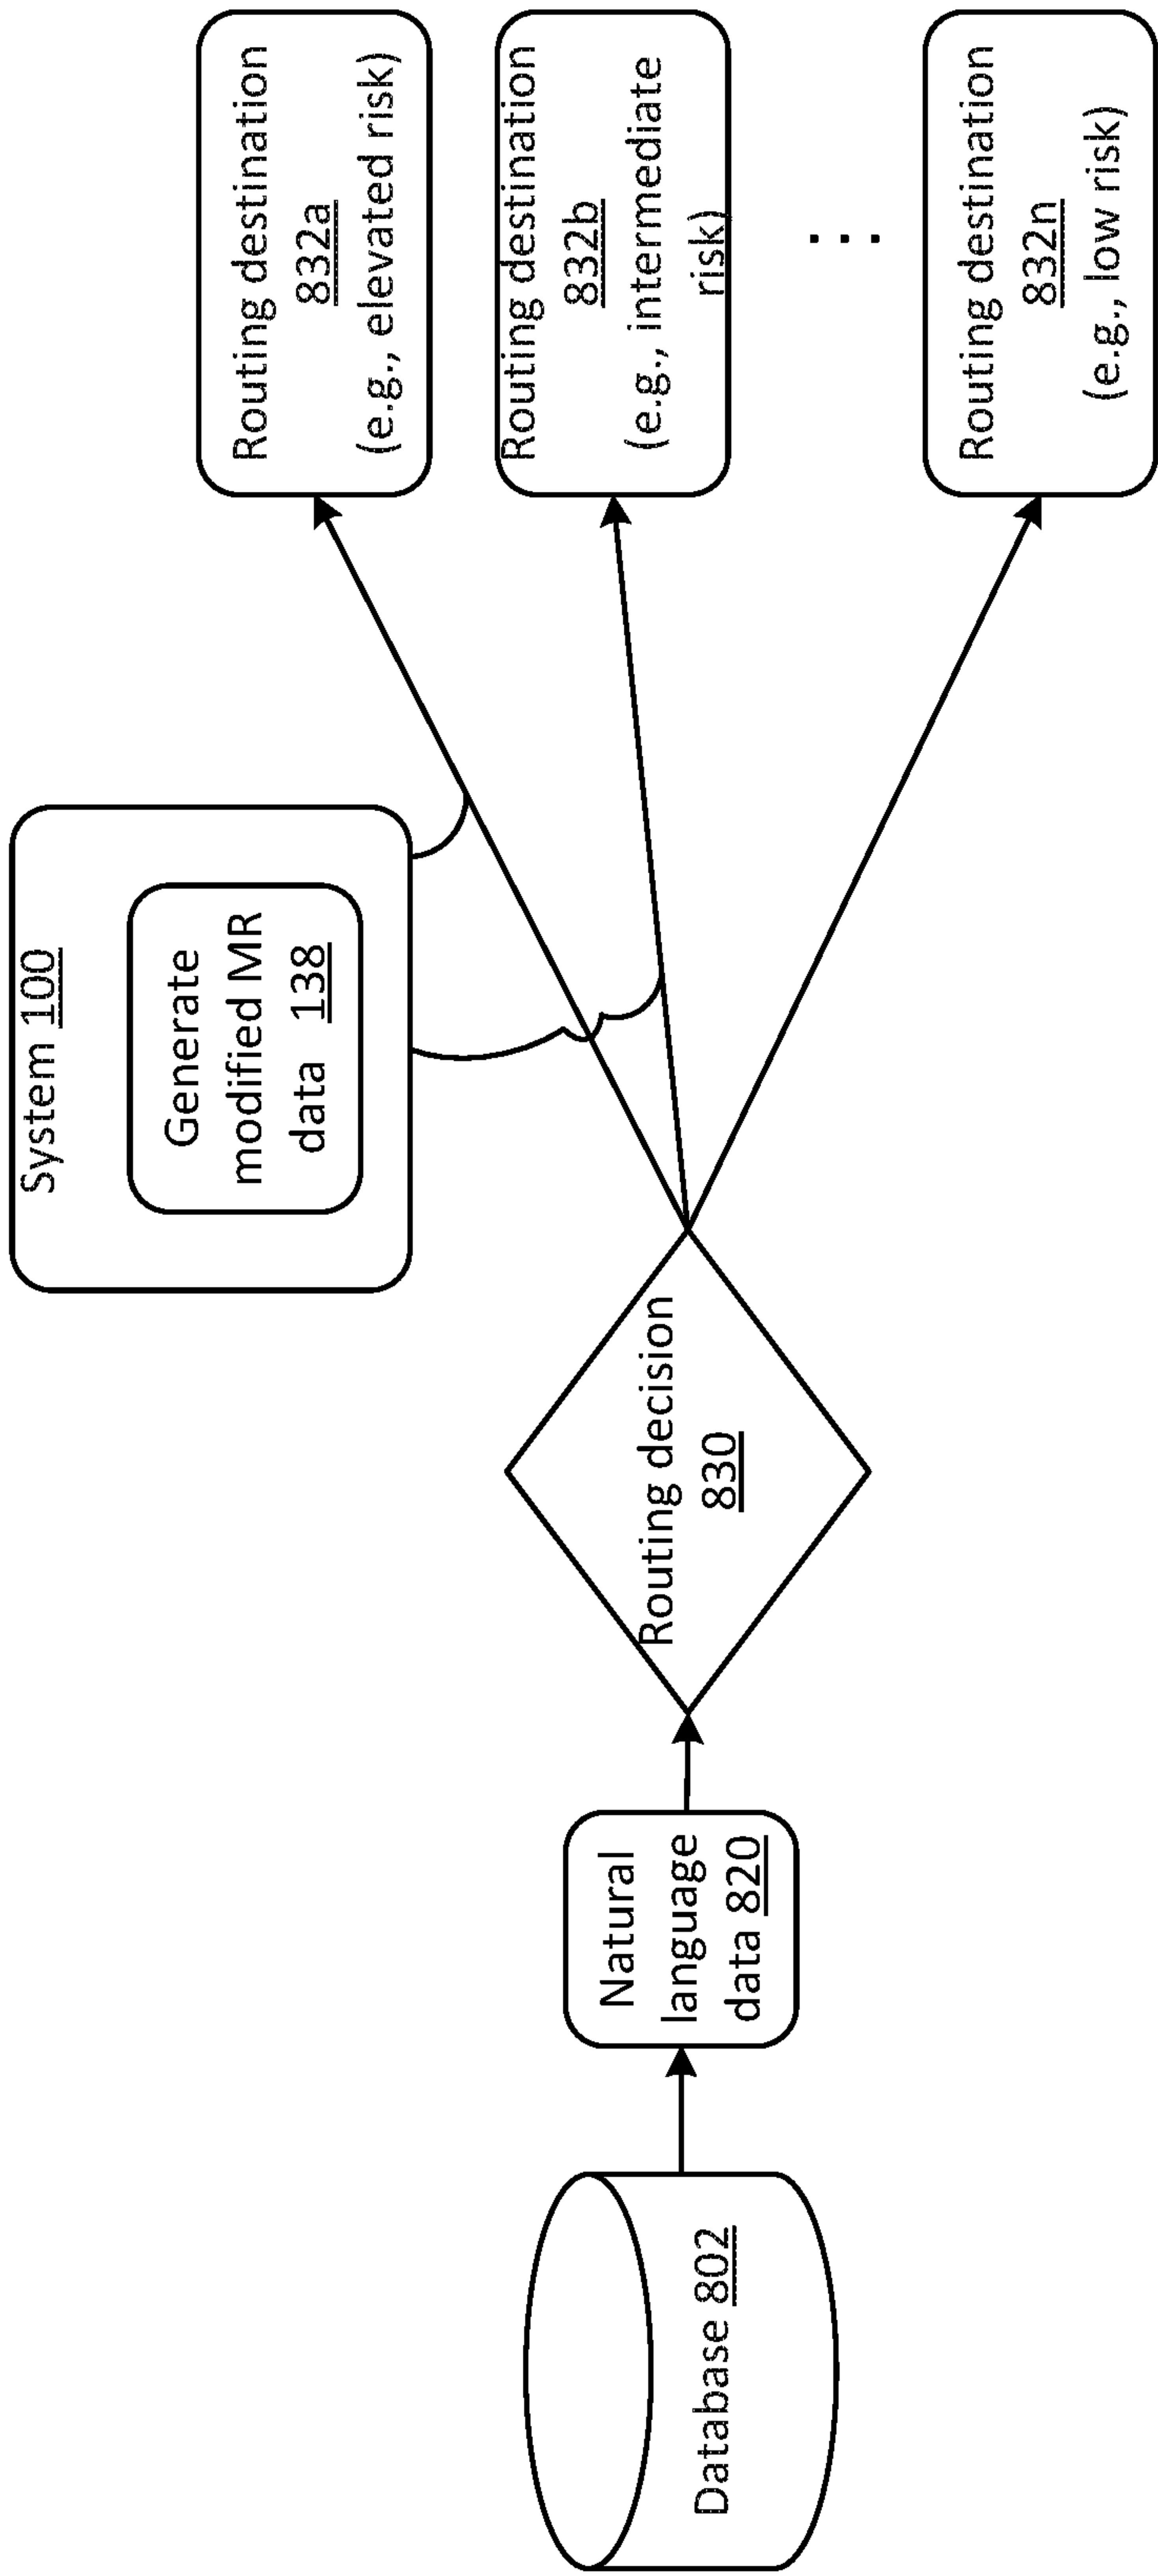 Database 802
Natural
language
data 820
Routing decision
830
System 100
Generate
modified MR
data 138
Routing destination
832a
(e.g., elevated risk)
Routing destination
832b
(e.g., intermediate
risk)
...
Routing destination
832n
(e.g., low risk)